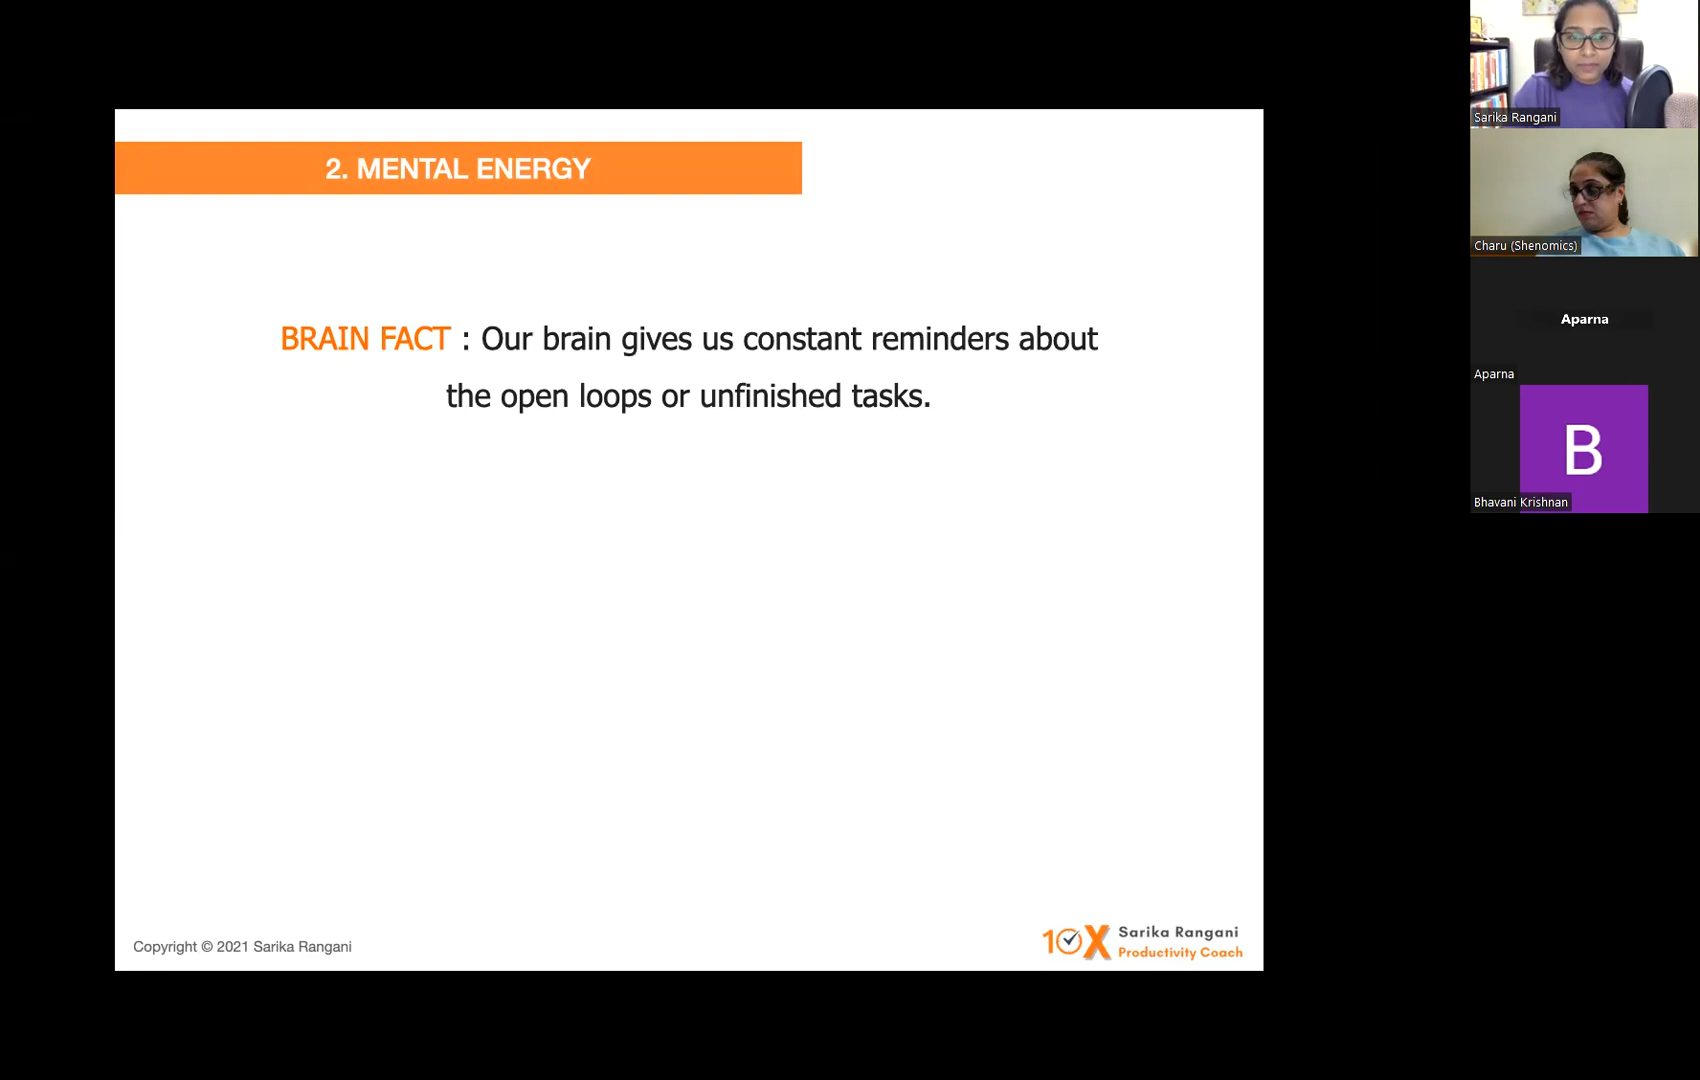 2. MENTAL ENERGY
BRAIN FACT : Our brain gives us constant reminders about
the open loops or unfinished tasks.
Copyright © 2021 Sarika Rangani
10X
Sarika Rangani
Productivity Coach
Sarika Rangani
Charu (Shenomics)
Aparna
Aparna
B
Bhavani Krishnan